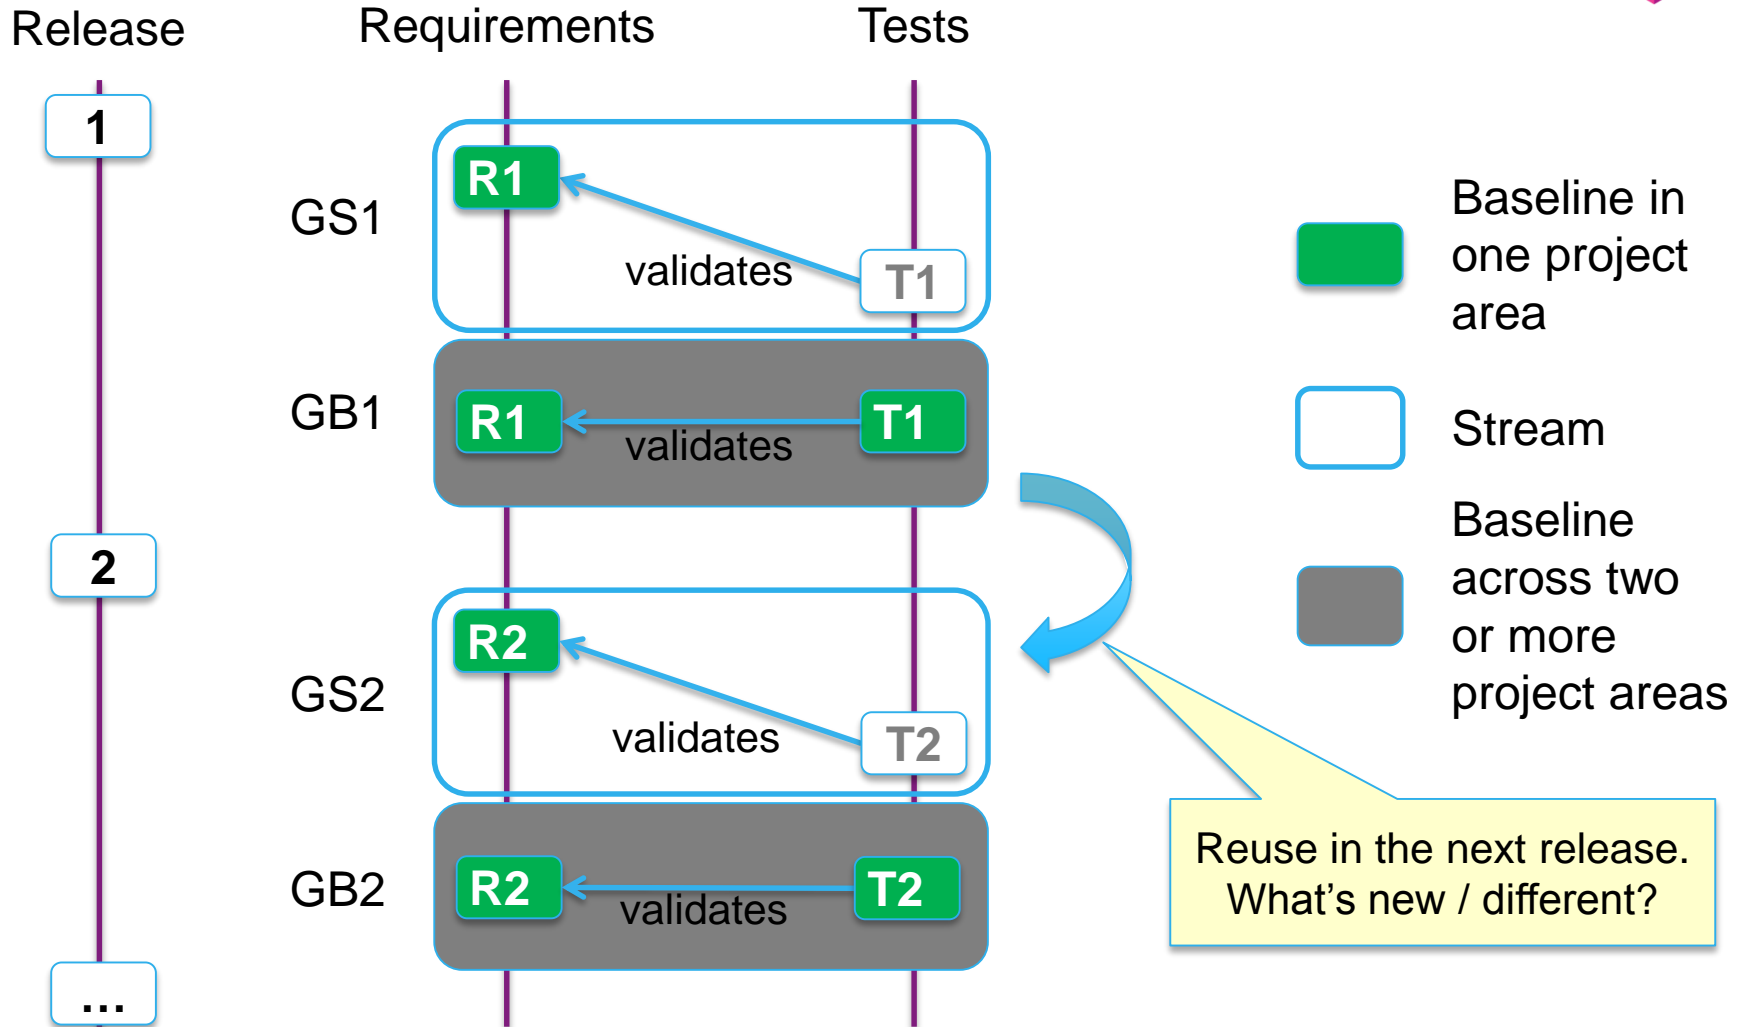 Release
Requirements
Tests
1
R1
GS1
validates
T1
GB1
R1
validates
T1
2
R2
GS2
validates
T2
GB2
R2
validates
T2
...
Baseline in
one project
area
Stream
Baseline
across two
or more
project areas
Reuse in the next release.
What’s new / different?